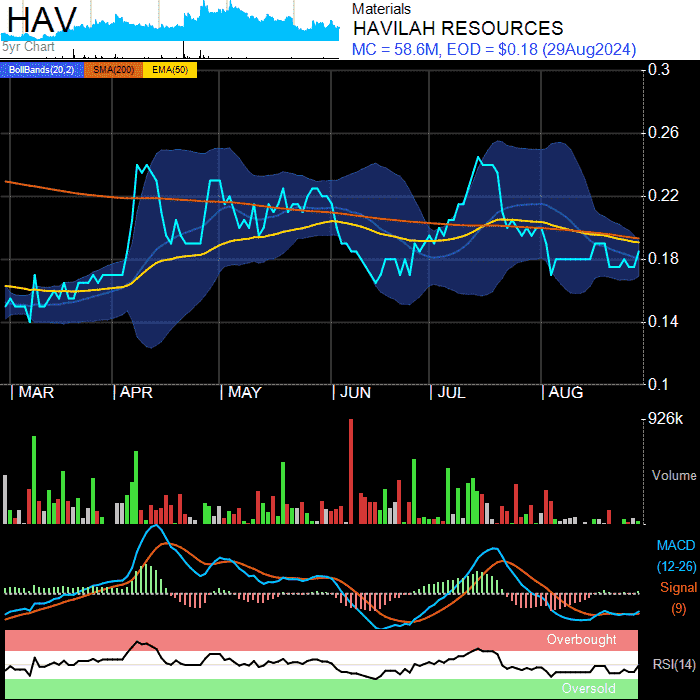 HAV
5yr Chart
Materials
HAVILAH RESOURCES
MC = 58.6M, EOD = $0.18 (29Aug2024)
BollBands(20,2) SMA(200) EMA(50)
0.3
0.26
0.22
0.18
0.14
0.1
MAR APR MAY JUN JUL AUG
926k
Volume
MACD
(12-26)
Signal
(9)
Overbought
RSI(14)
Oversold